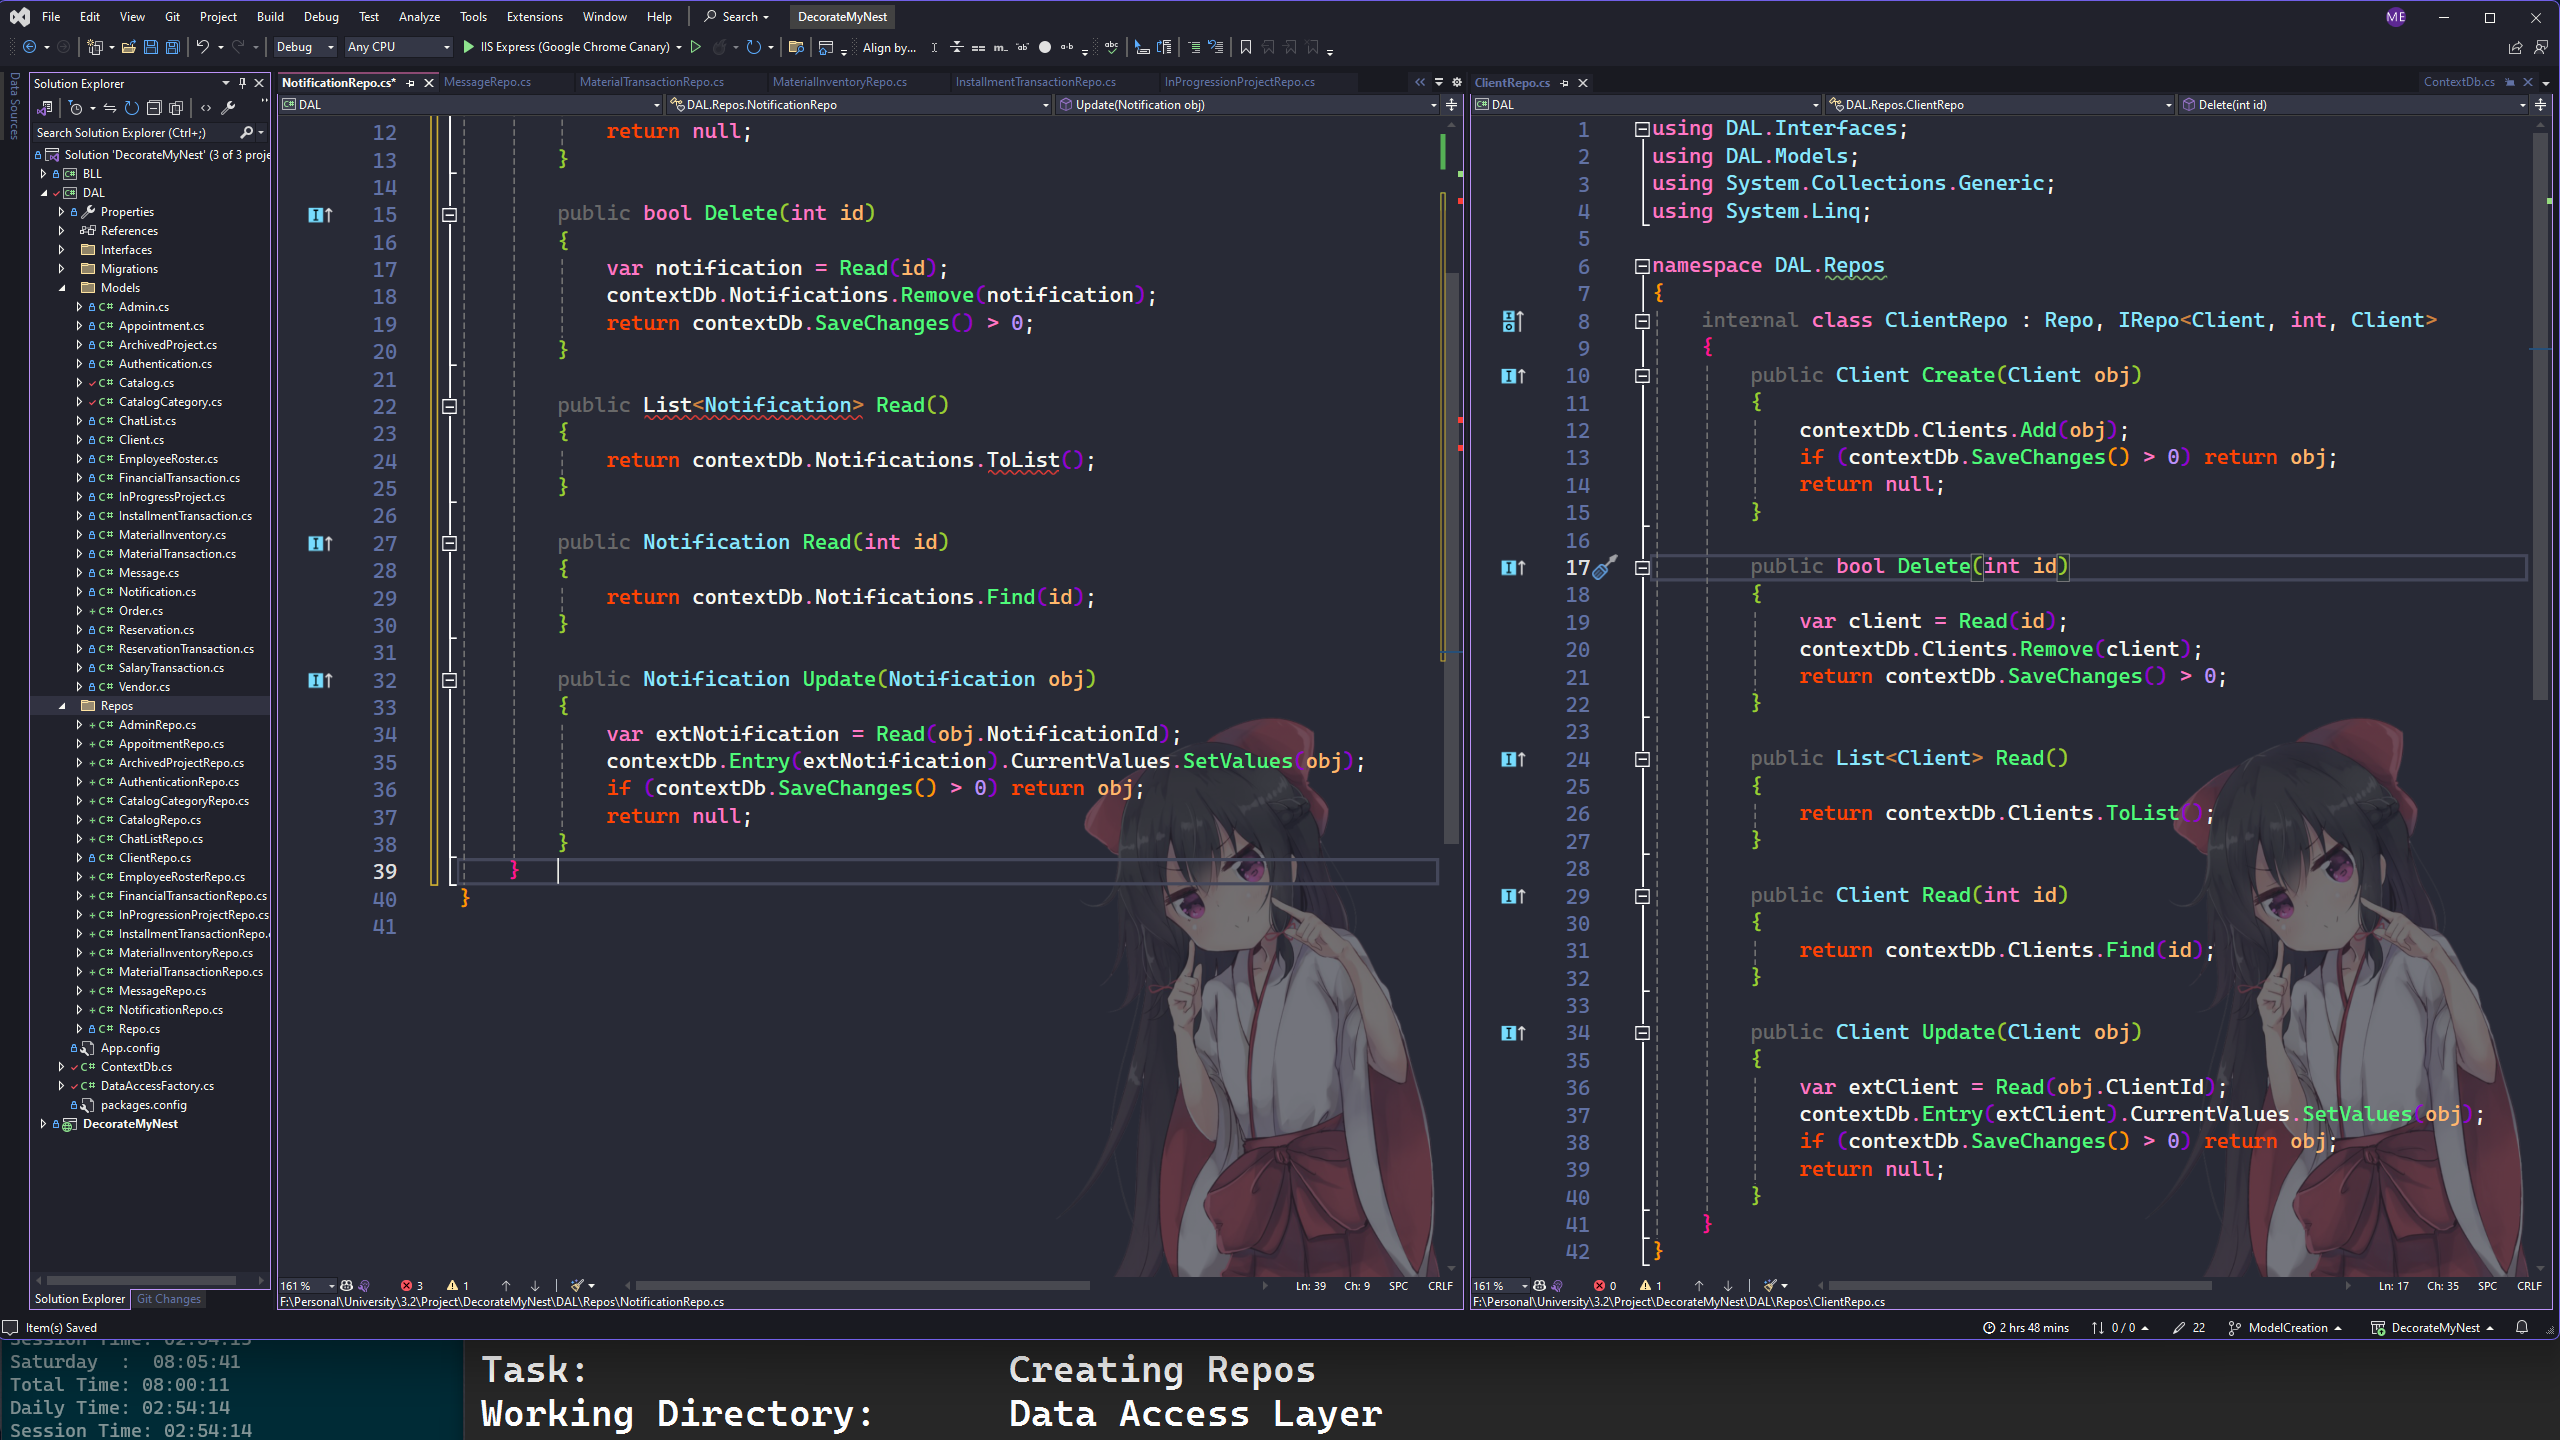 File Edit View Git Project Build Debug Test Analyze Tools Extensions Window Help Search DecorateMyNest ME
Debug Any CPU IIS Express (Google Chrome Canary) Align by...
Data Sources
Solution Explorer
Search Solution Explorer (Ctrl+;)
Solution 'DecorateMyNest' (3 of 3 proje
BLL
DAL
Properties
References
Interfaces
Migrations
Models
C# Admin.cs
C# Appointment.cs
C# ArchivedProject.cs
C# Authentication.cs
C# Catalog.cs
C# CatalogCategory.cs
C# ChatList.cs
C# Client.cs
C# EmployeeRoster.cs
C# FinancialTransaction.cs
C# InProgressProject.cs
C# InstallmentTransaction.cs
C# MaterialInventory.cs
C# MaterialTransaction.cs
C# Message.cs
C# Notification.cs
C# Order.cs
C# Reservation.cs
C# ReservationTransaction.cs
C# SalaryTransaction.cs
C# Vendor.cs
Repos
C# AdminRepo.cs
C# AppoitmentRepo.cs
C# ArchivedProjectRepo.cs
C# AuthenticationRepo.cs
C# CatalogCategoryRepo.cs
C# CatalogRepo.cs
C# ChatListRepo.cs
C# ClientRepo.cs
C# EmployeeRosterRepo.cs
C# FinancialTransactionRepo.cs
C# InProgressionProjectRepo.cs
C# InstallmentTransactionRepo.
C# MaterialInventoryRepo.cs
C# MaterialTransactionRepo.cs
C# MessageRepo.cs
C# NotificationRepo.cs
C# Repo.cs
App.config
C# ContextDb.cs
C# DataAccessFactory.cs
packages.config
DecorateMyNest
Solution Explorer Git Changes
NotificationRepo.cs* MessageRepo.cs MaterialTransactionRepo.cs MaterialInventoryRepo.cs InstallmentTransactionRepo.cs InProgressionProjectRepo.cs
DAL DAL.Repos.NotificationRepo Update(Notification obj)
12 return null;
13 }
14
15 public bool Delete(int id)
16 {
17 var notification = Read(id);
18 contextDb.Notifications.Remove(notification);
19 return contextDb.SaveChanges() > 0;
20 }
21
22 public List<Notification> Read()
23 {
24 return contextDb.Notifications.ToList();
25 }
26
27 public Notification Read(int id)
28 {
29 return contextDb.Notifications.Find(id);
30 }
31
32 public Notification Update(Notification obj)
33 {
34 var extNotification = Read(obj.NotificationId);
35 contextDb.Entry(extNotification).CurrentValues.SetValues(obj);
36 if (contextDb.SaveChanges() > 0) return obj;
37 return null;
38 }
39 }
40 }
41
161 % 3 1 Ln: 39 Ch: 9 SPC CRLF
F:\Personal\University\3.2\Project\DecorateMyNest\DAL\Repos\NotificationRepo.cs
ClientRepo.cs ContextDb.cs
DAL DAL.Repos.ClientRepo Delete(int id)
1 using DAL.Interfaces;
2 using DAL.Models;
3 using System.Collections.Generic;
4 using System.Linq;
5
6 namespace DAL.Repos
7 {
8 internal class ClientRepo : Repo, IRepo<Client, int, Client>
9 {
10 public Client Create(Client obj)
11 {
12 contextDb.Clients.Add(obj);
13 if (contextDb.SaveChanges() > 0) return obj;
14 return null;
15 }
16
17 public bool Delete(int id)
18 {
19 var client = Read(id);
20 contextDb.Clients.Remove(client);
21 return contextDb.SaveChanges() > 0;
22 }
23
24 public List<Client> Read()
25 {
26 return contextDb.Clients.ToList();
27 }
28
29 public Client Read(int id)
30 {
31 return contextDb.Clients.Find(id);
32 }
33
34 public Client Update(Client obj)
35 {
36 var extClient = Read(obj.ClientId);
37 contextDb.Entry(extClient).CurrentValues.SetValues(obj);
38 if (contextDb.SaveChanges() > 0) return obj;
39 return null;
40 }
41 }
42 }
161 % 0 1 Ln: 17 Ch: 35 SPC CRLF
F:\Personal\University\3.2\Project\DecorateMyNest\DAL\Repos\ClientRepo.cs
Item(s) Saved 2 hrs 48 mins 0 / 0 22 ModelCreation DecorateMyNest
Session Time: 02:54:13
Saturday : 08:05:41
Total Time: 08:00:11
Daily Time: 02:54:14
Session Time: 02:54:14
Task: Creating Repos
Working Directory: Data Access Layer